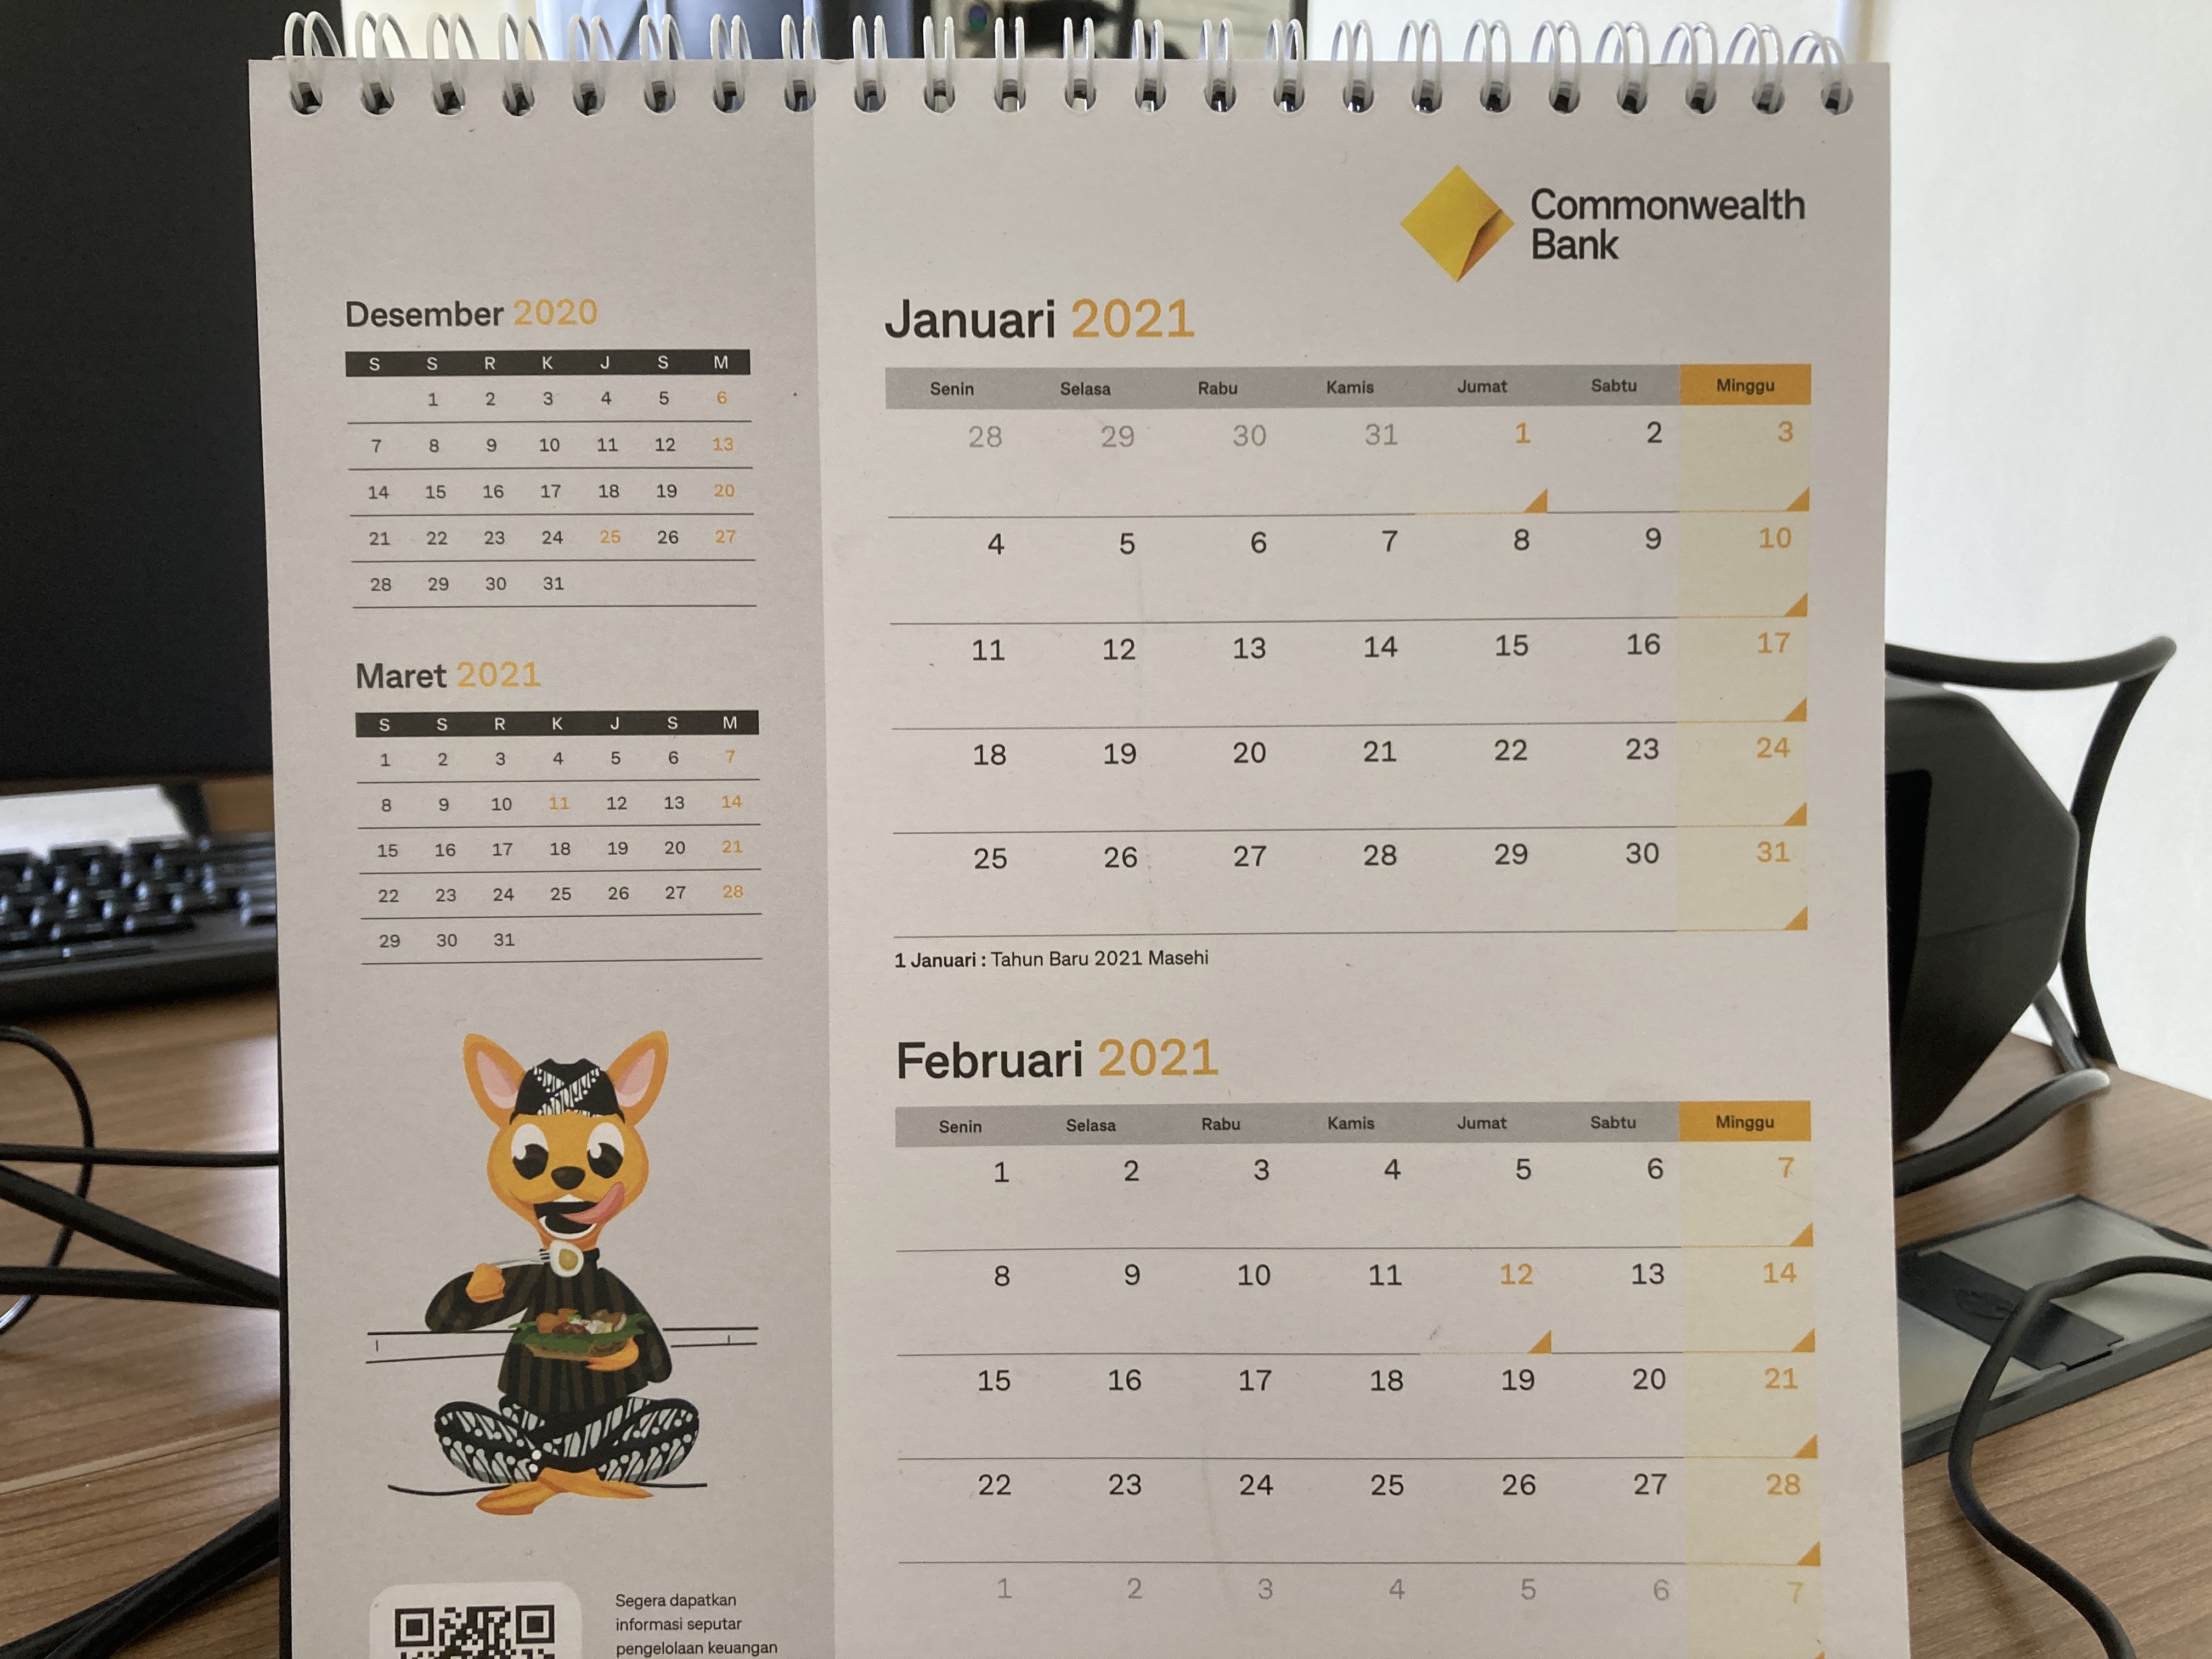 Commonwealth
Bank
Desember 2020
S S R K J S M
1 2 3 4 5 6
7 8 9 10 11 12 13
14 15 16 17 18 19 20
21 22 23 24 25 26 27
28 29 30 31
Maret 2021
S S R K J S M
1 2 3 4 5 6 7
8 9 10 11 12 13 14
15 16 17 18 19 20 21
22 23 24 25 26 27 28
29 30 31
Segera dapatkan
informasi seputar
pengelolaan keuangan
Januari 2021
Senin Selasa Rabu Kamis Jumat Sabtu Minggu
28 29 30 31 1 2 3
4 5 6 7 8 9 10
11 12 13 14 15 16 17
18 19 20 21 22 23 24
25 26 27 28 29 30 31
1 Januari : Tahun Baru 2021 Masehi
Februari 2021
Senin Selasa Rabu Kamis Jumat Sabtu Minggu
1 2 3 4 5 6 7
8 9 10 11 12 13 14
15 16 17 18 19 20 21
22 23 24 25 26 27 28
1 2 3 4 5 6 7